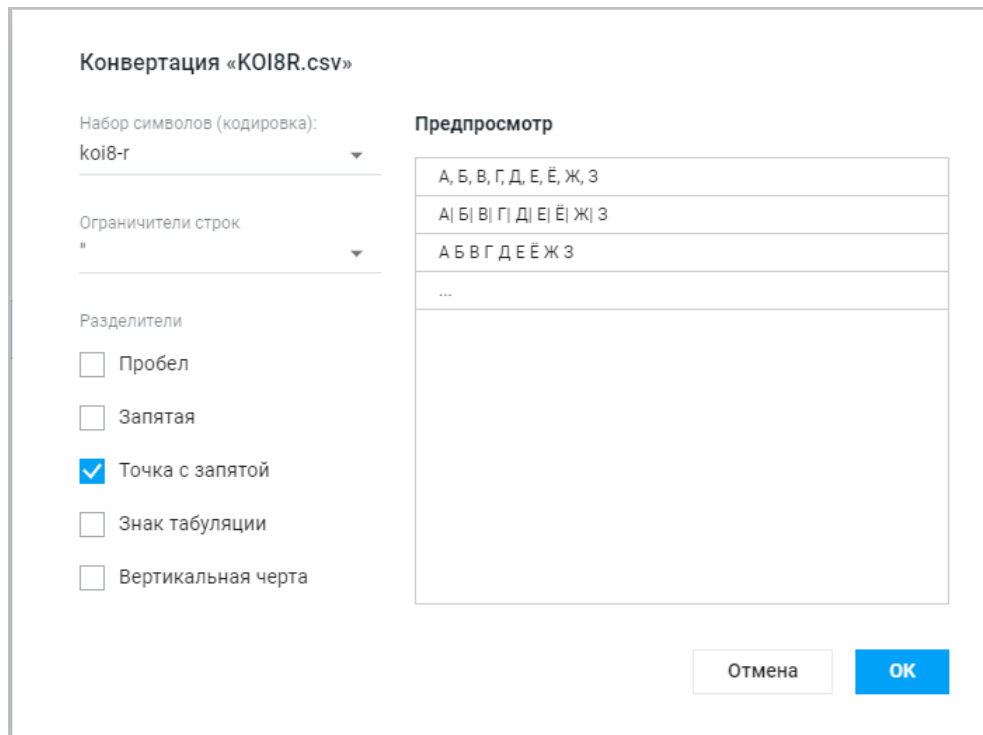 Конвертация «KOI8R.csv»
Набор символов (кодировка):
koi8-r
Ограничители строк
"
Разделители
Пробел
Запятая
Точка с запятой
Знак табуляции
Вертикальная черта
Предпросмотр
А, Б, В, Г, Д, Е, Ё, Ж, З
А| Б| В| Г| Д| Е| Ё| Ж| З
А Б В Г Д Е Ё Ж З
...
Отмена
ОК